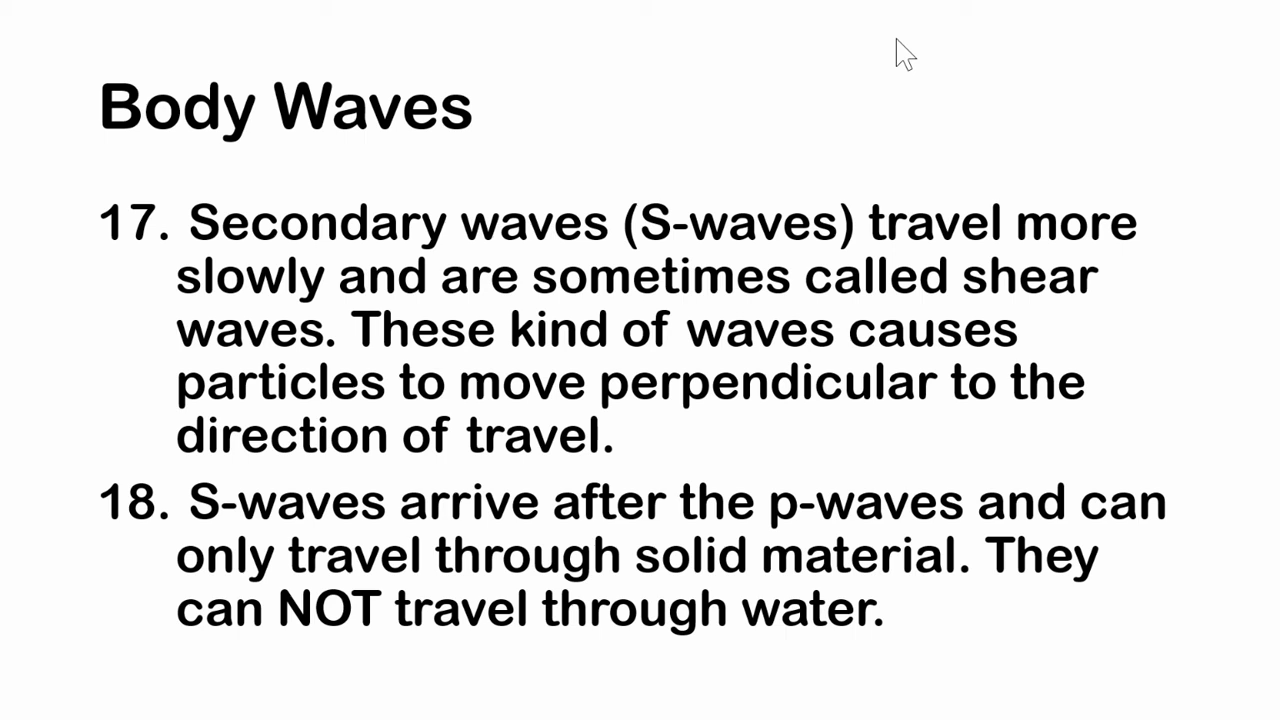 Body Waves
17. Secondary waves (S-waves) travel more
slowly and are sometimes called shear
waves. These kind of waves causes
particles to move perpendicular to the
direction of travel.
18. S-waves arrive after the p-waves and can
only travel through solid material. They
can NOT travel through water.